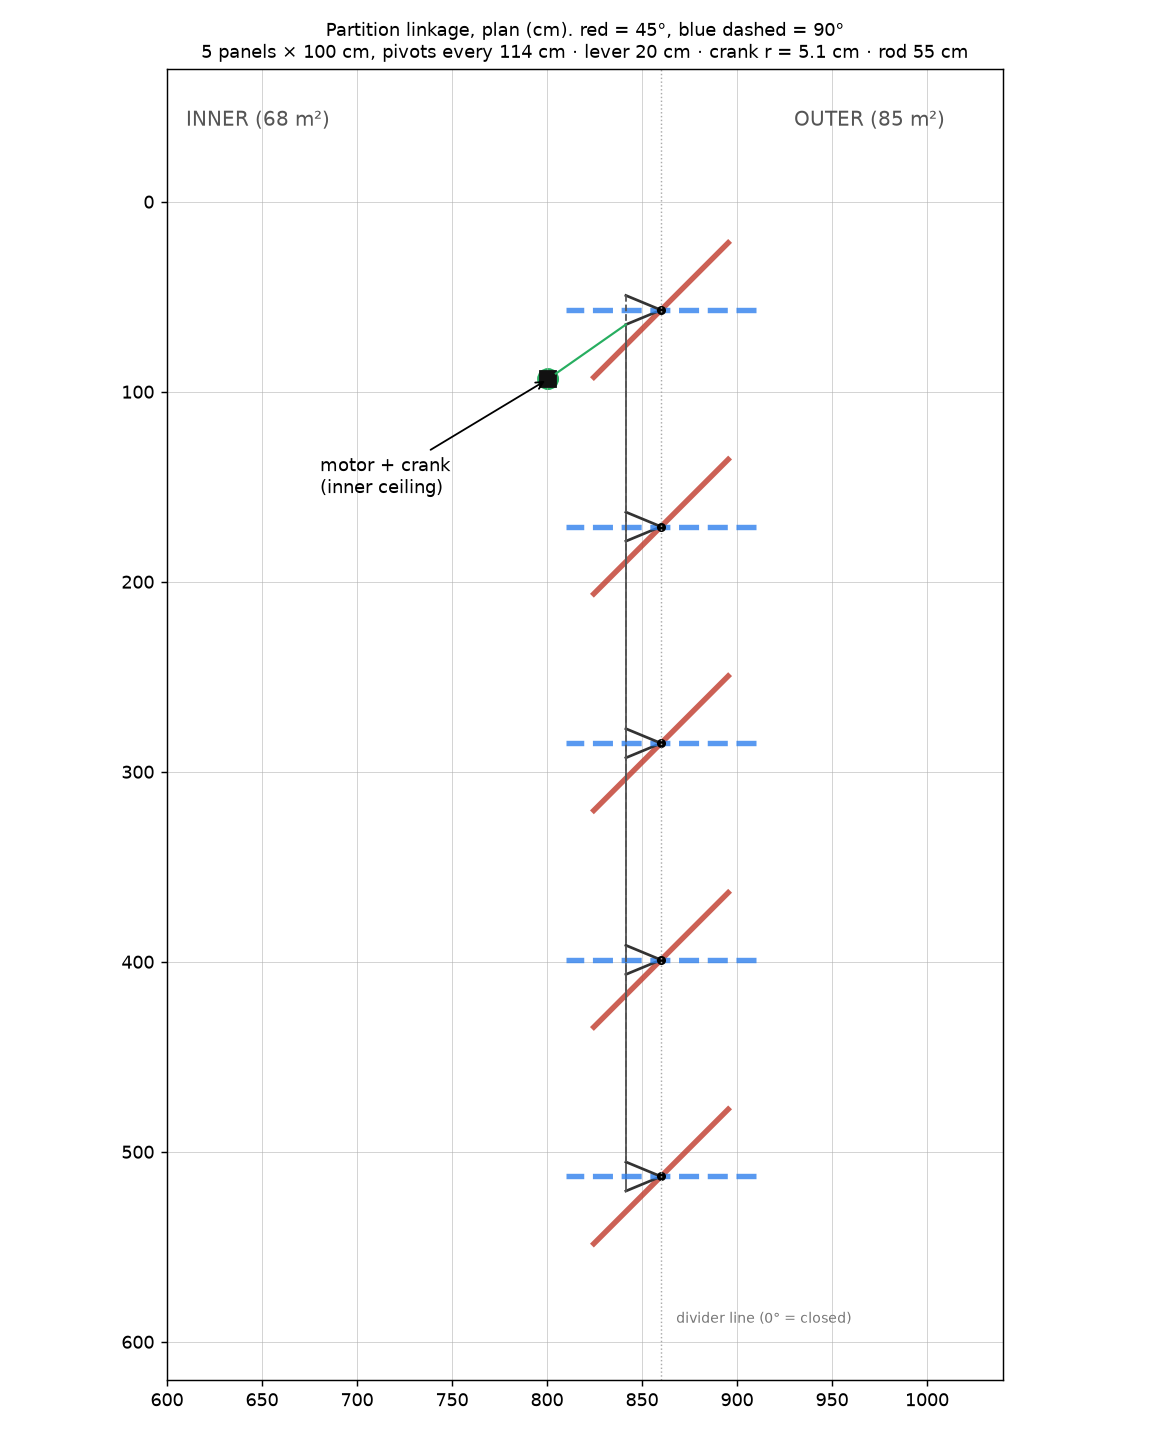 Partition linkage, plan (cm). red = 45°, blue dashed = 90°
5 panels × 100 cm, pivots every 114 cm · lever 20 cm · crank r = 5.1 cm · rod 55 cm
INNER (68 m²)
OUTER (85 m²)
0
100
motor + crank
(inner ceiling)
200
300
400
500
divider line (0° = closed)
600
600
650
700
750
800
850
900
950
1000